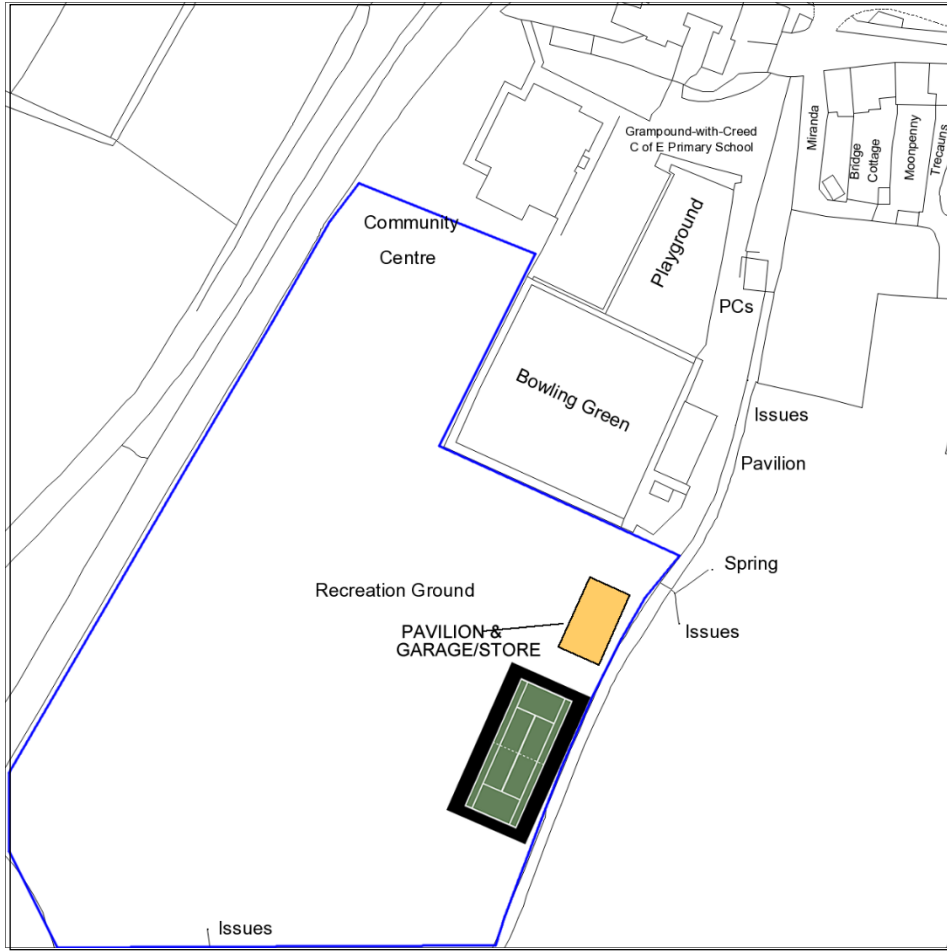 Grampound-with-Creed
C of E Primary School
Miranda
Bridge
Cottage
Moonpenny
Trecauns
Community
Centre
Playground
PCs
Bowling Green
Issues
Pavilion
Spring
Recreation Ground
PAVILION &
GARAGE/STORE
Issues
Issues